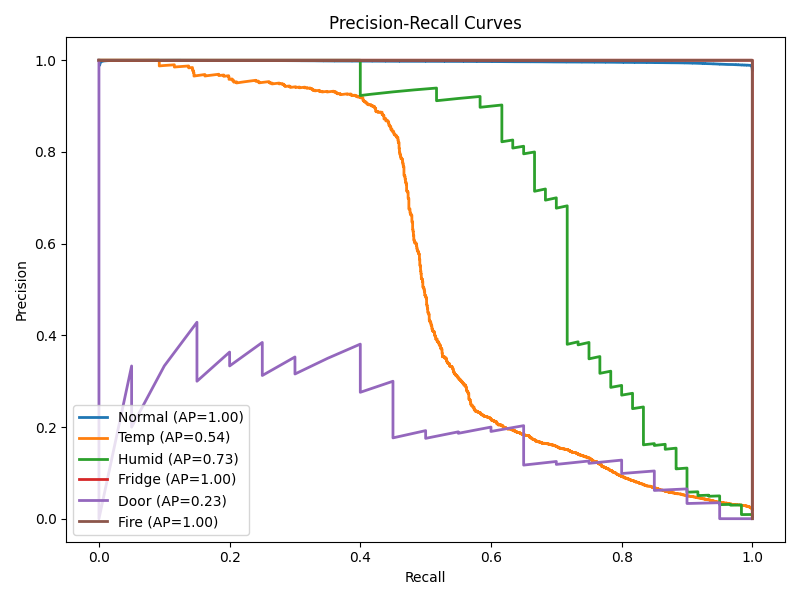 Precision-Recall Curves
Precision
1.0
0.8
0.6
0.4
0.2
0.0
Normal (AP=1.00)
Temp (AP=0.54)
Humid (AP=0.73)
Fridge (AP=1.00)
Door (AP=0.23)
Fire (AP=1.00)
0.0 0.2 0.4 0.6 0.8 1.0
Recall